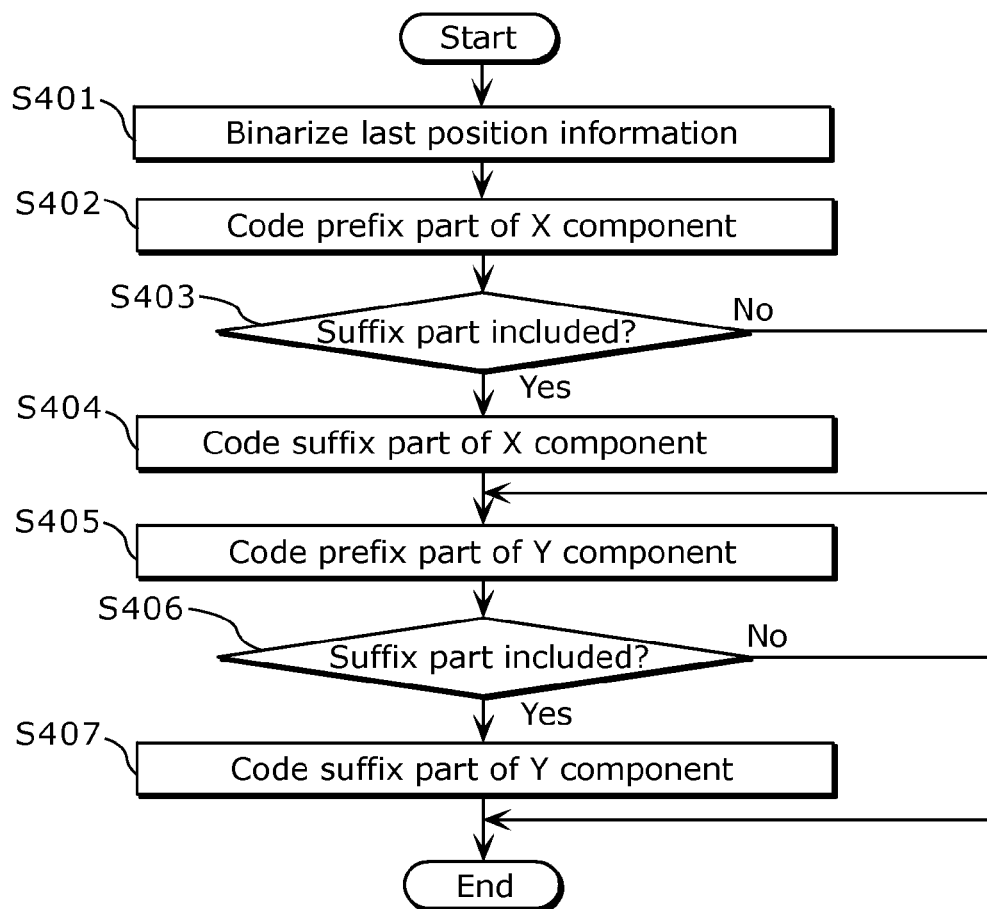 Start
S401
Binarize last position information
S402
Code prefix part of X component
S403
Suffix part included?
No
Yes
S404
Code suffix part of X component
S405
Code prefix part of Y component
S406
Suffix part included?
No
Yes
S407
Code suffix part of Y component
End